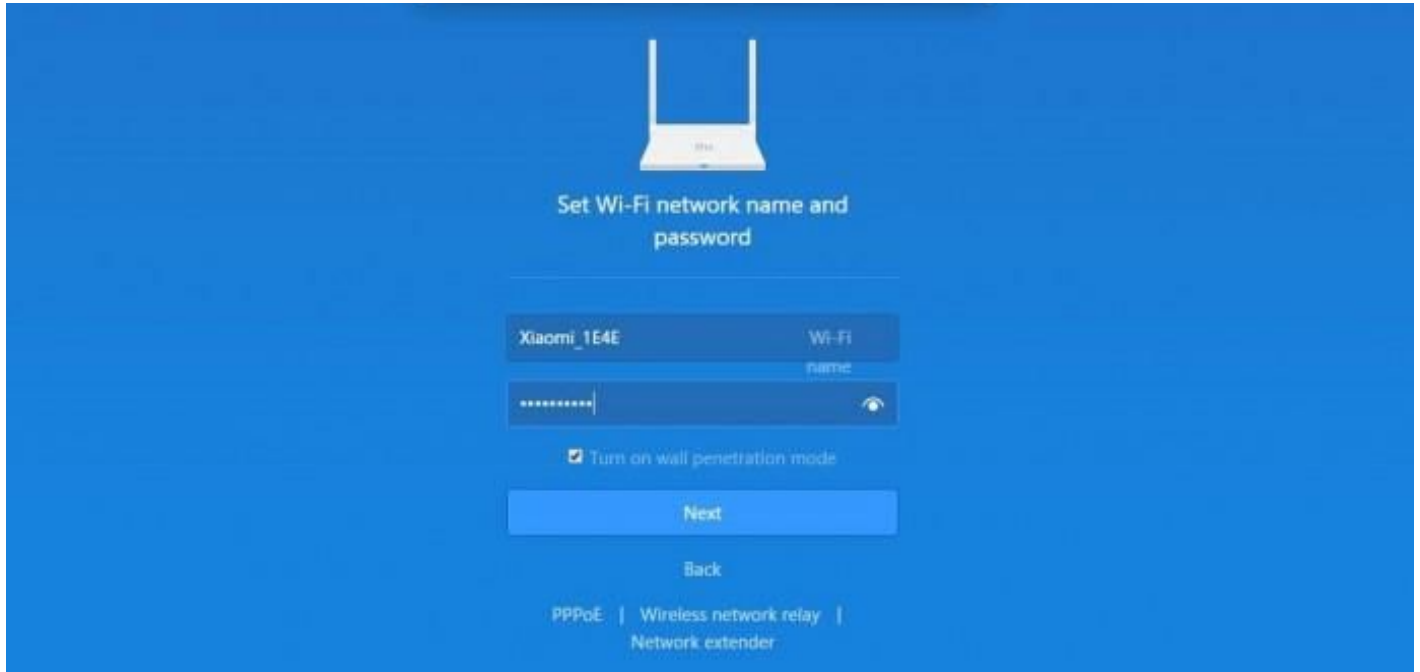 Set Wi-Fi network name and
password
Xiaomi_1E4E
Wi-Fi
name
••••••••••
Turn on wall penetration mode
Next
Back
PPPoE | Wireless network relay |
Network extender